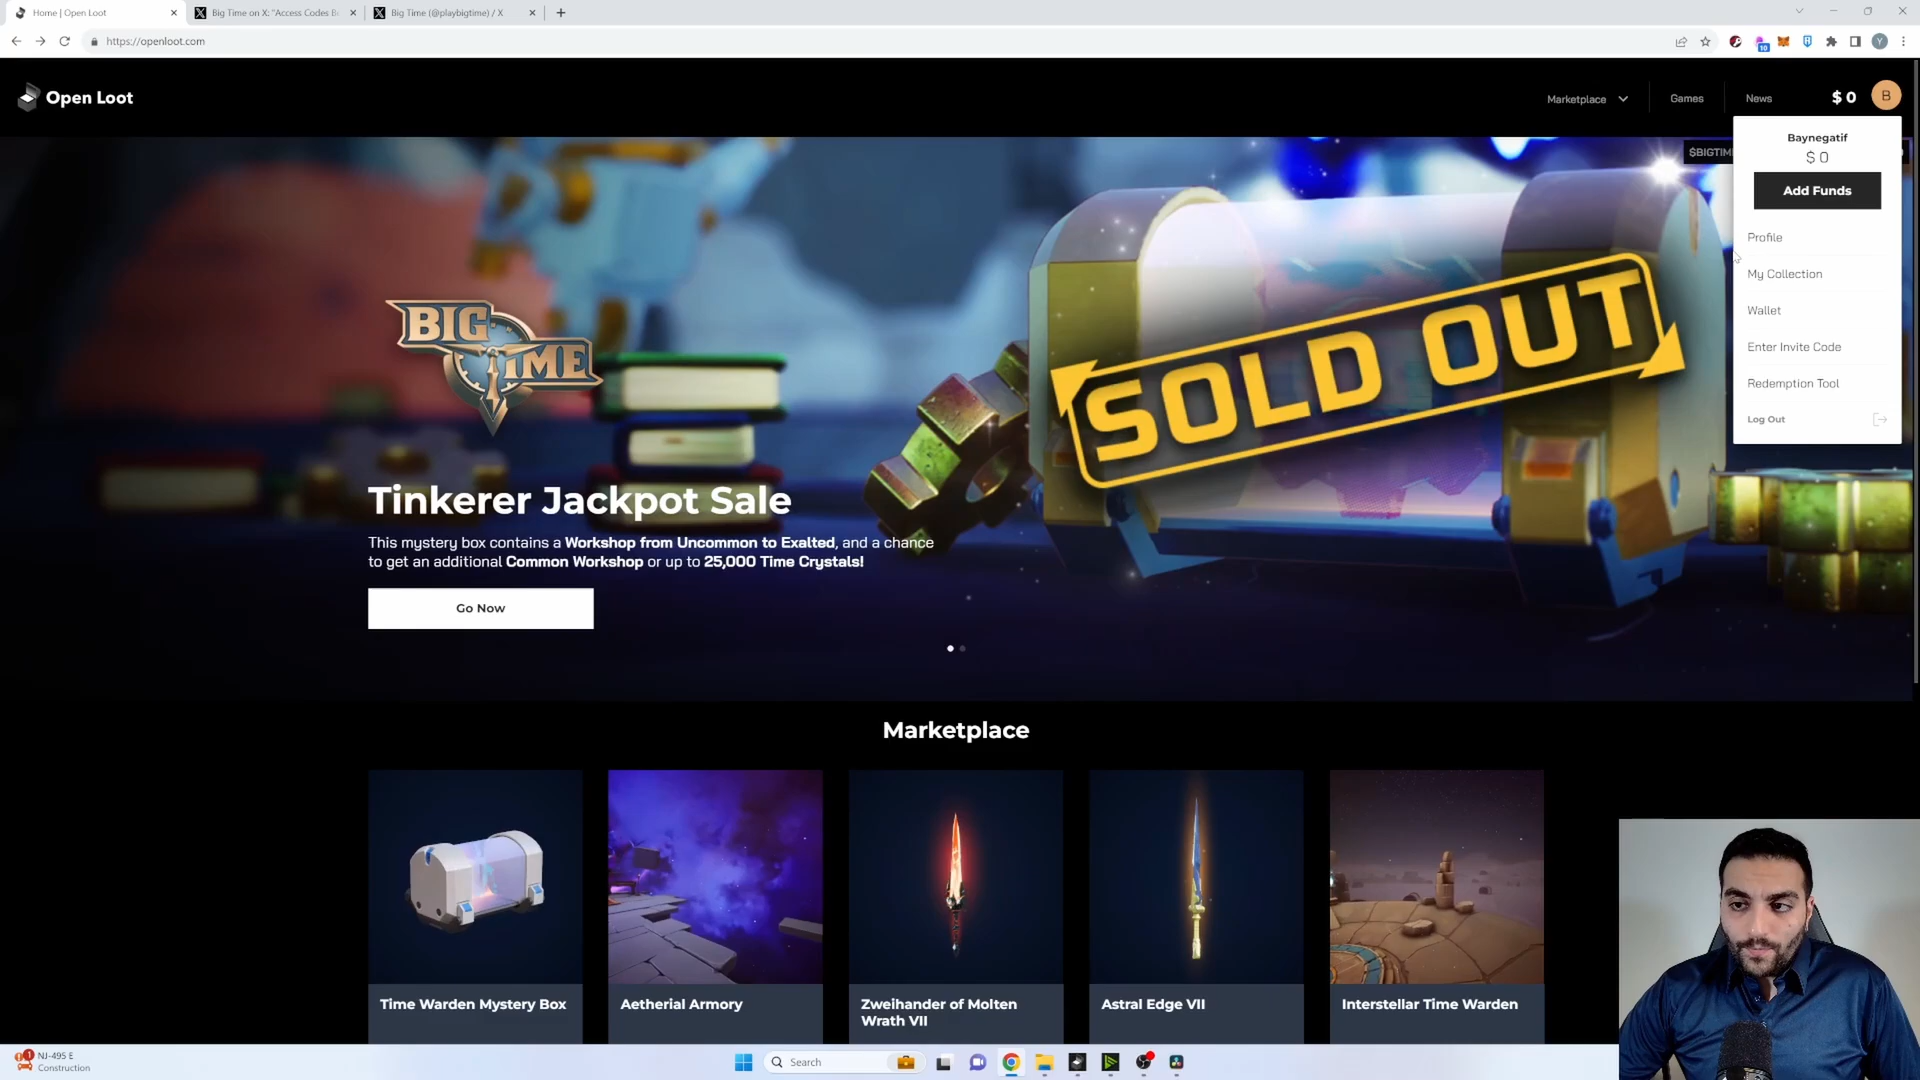 Home | Open Loot
Big Time on X: "Access Codes B
Big Time (@playbigtime) / X
https://openloot.com
10
Y
Open Loot
Marketplace
Games
News
$ 0
B
$BIGTIM
Baynegatif
$ 0
Add Funds
Profile
My Collection
Wallet
Enter Invite Code
Redemption Tool
Log Out
BIG
TIME
SOLD OUT
Tinkerer Jackpot Sale
This mystery box contains a Workshop from Uncommon to Exalted, and a chance
to get an additional Common Workshop or up to 25,000 Time Crystals!
Go Now
Marketplace
Time Warden Mystery Box
Aetherial Armory
Zweihander of Molten
Wrath VII
Astral Edge VII
Interstellar Time Warden
1
NJ-495 E
Construction
Search